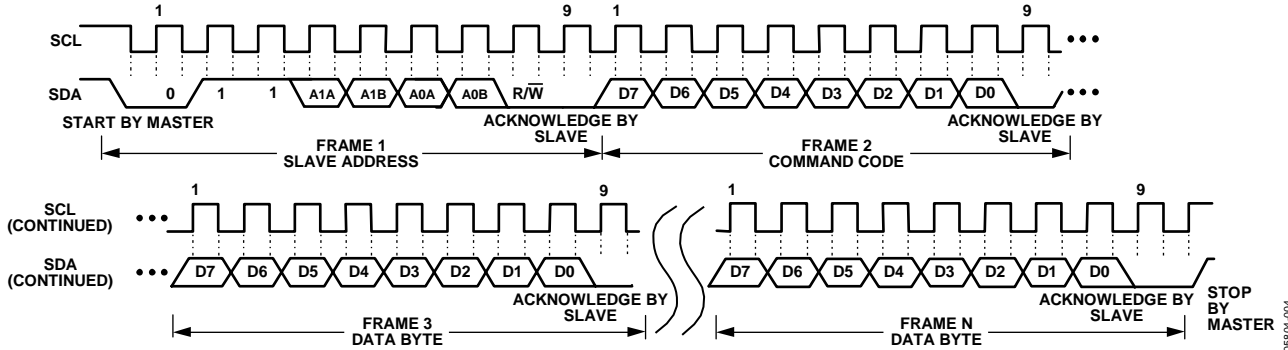 1 9 1 9
SCL
SDA 0 1 1 A1A A1B A0A A0B R/W̅ D7 D6 D5 D4 D3 D2 D1 D0
START BY MASTER ACKNOWLEDGE BY SLAVE ACKNOWLEDGE BY SLAVE
FRAME 1 SLAVE ADDRESS FRAME 2 COMMAND CODE
1 9 1 9
SCL (CONTINUED)
SDA (CONTINUED) D7 D6 D5 D4 D3 D2 D1 D0 D7 D6 D5 D4 D3 D2 D1 D0
ACKNOWLEDGE BY SLAVE ACKNOWLEDGE BY SLAVE STOP BY MASTER
FRAME 3 DATA BYTE FRAME N DATA BYTE